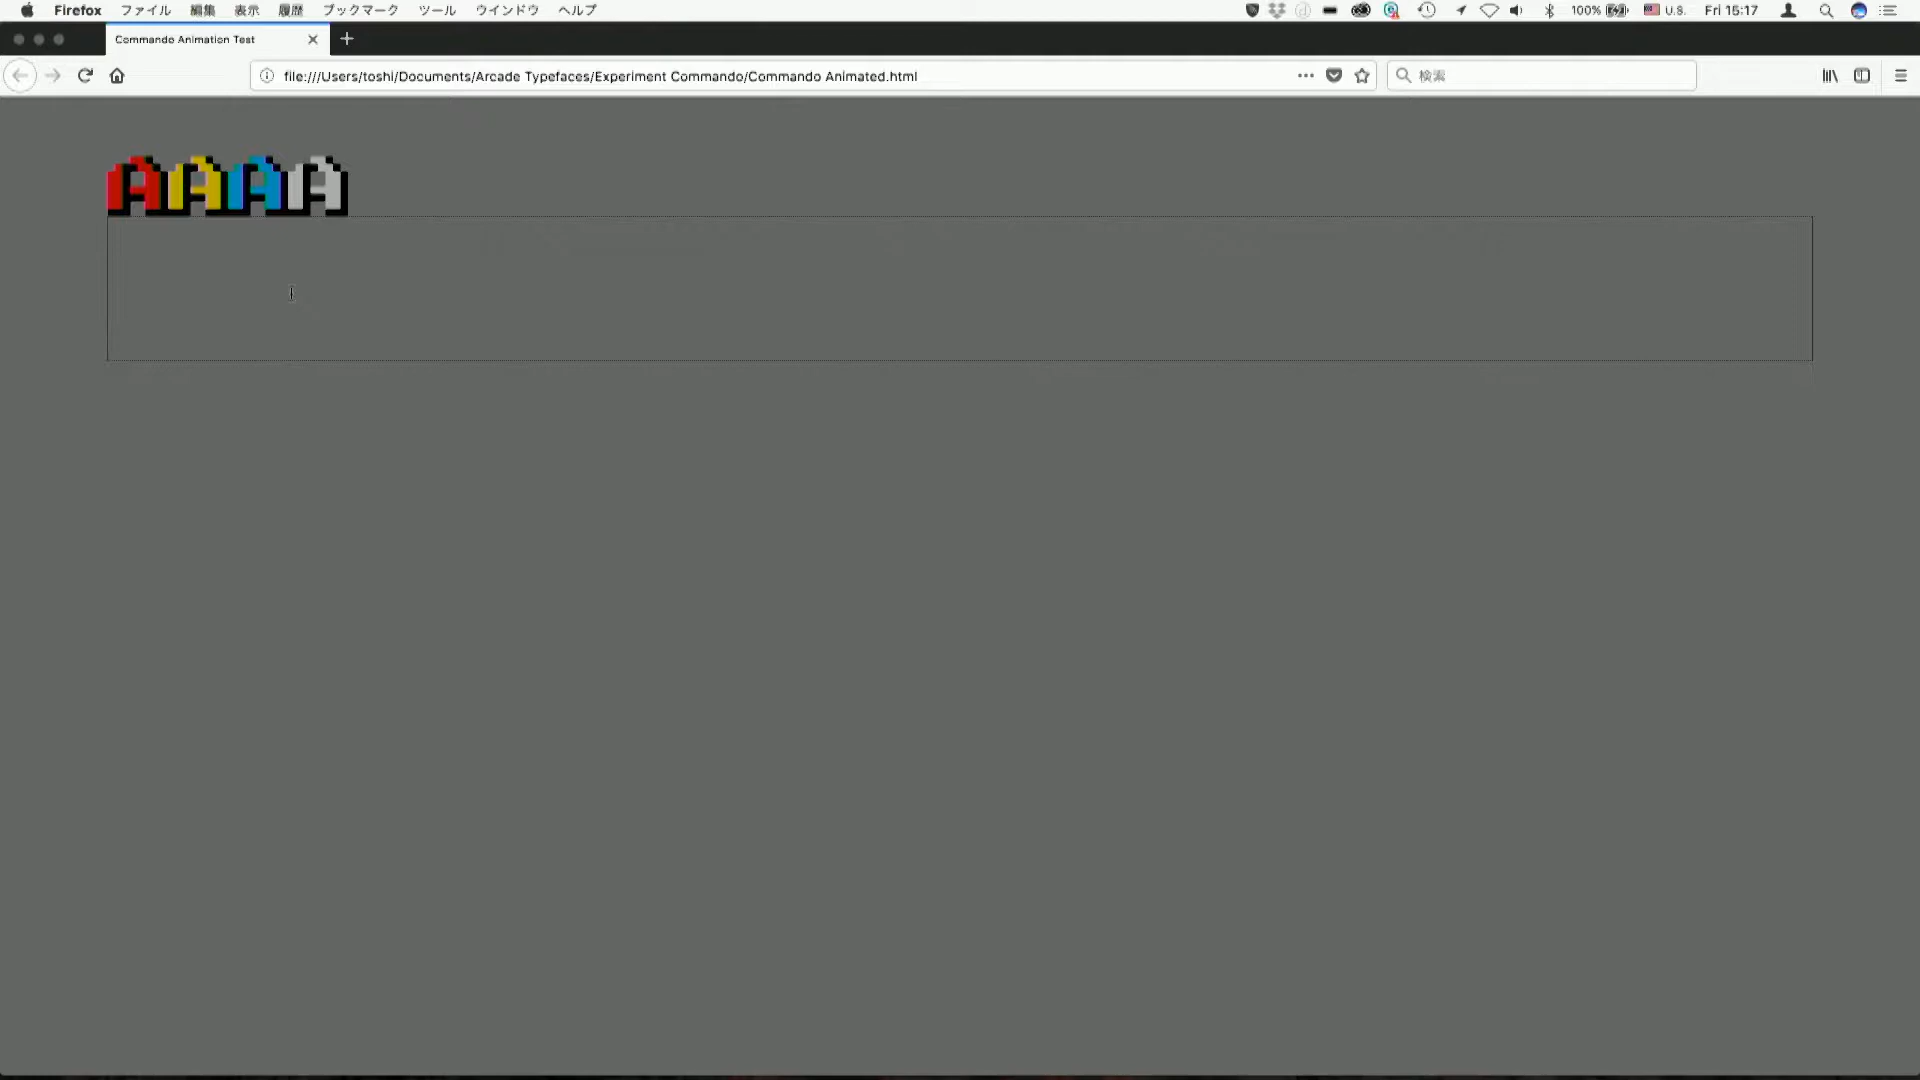 Firefox ファイル 編集 表示 履歴 ブックマーク ツール ウインドウ ヘルプ 100% U.S. Fri 15:17
Commando Animation Test
file:///Users/toshi/Documents/Arcade Typefaces/Experiment Commando/Commando Animated.html 検索
AAAA